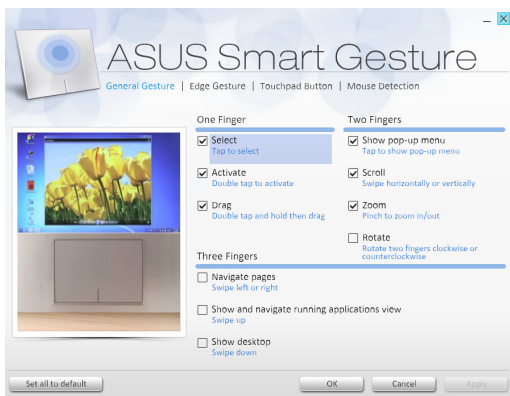 ASUS Smart Gesture
General Gesture | Edge Gesture | Touchpad Button | Mouse Detection
One Finger
Select
Tap to select
Activate
Double tap to activate
Drag
Double tap and hold then drag
Two Fingers
Show pop-up menu
Tap to show pop-up menu
Scroll
Swipe horizontally or vertically
Zoom
Pinch to zoom in/out
Rotate
Rotate two fingers clockwise or
counterclockwise
Three Fingers
Navigate pages
Swipe left or right
Show and navigate running applications view
Swipe up
Show desktop
Swipe down
Set all to default
OK
Cancel
Apply